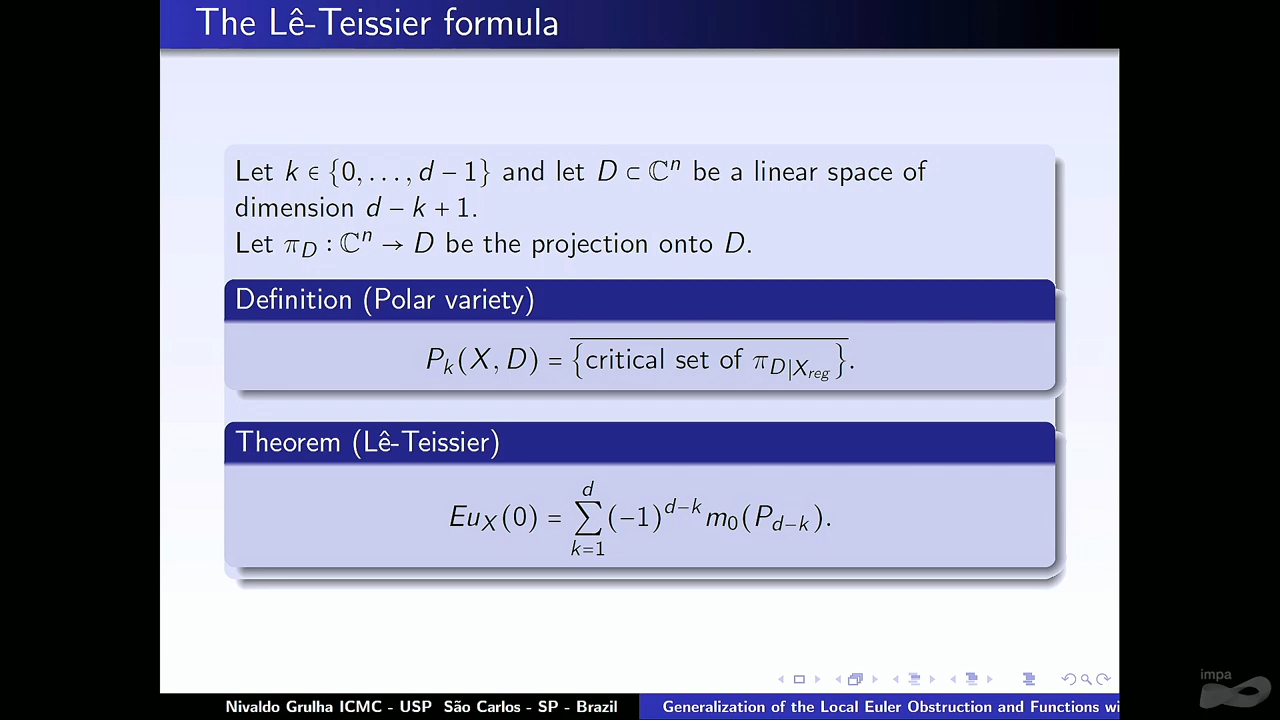 The Lê-Teissier formula
Let k ∈ {0, . . . , d − 1} and let D ⊂ ℂⁿ be a linear space of
dimension d − k + 1.
Let π_D : ℂⁿ → D be the projection onto D.
Definition (Polar variety)
P_k(X, D) = \overline{{critical set of π_{D|X_{reg}}}}.
Theorem (Lê-Teissier)
Eu_X(0) = \sum_{k=1}^{d} (−1)^{d−k} m_0(P_{d−k}).
impa
Nivaldo Grulha ICMC - USP São Carlos - SP - Brazil
Generalization of the Local Euler Obstruction and Functions wi